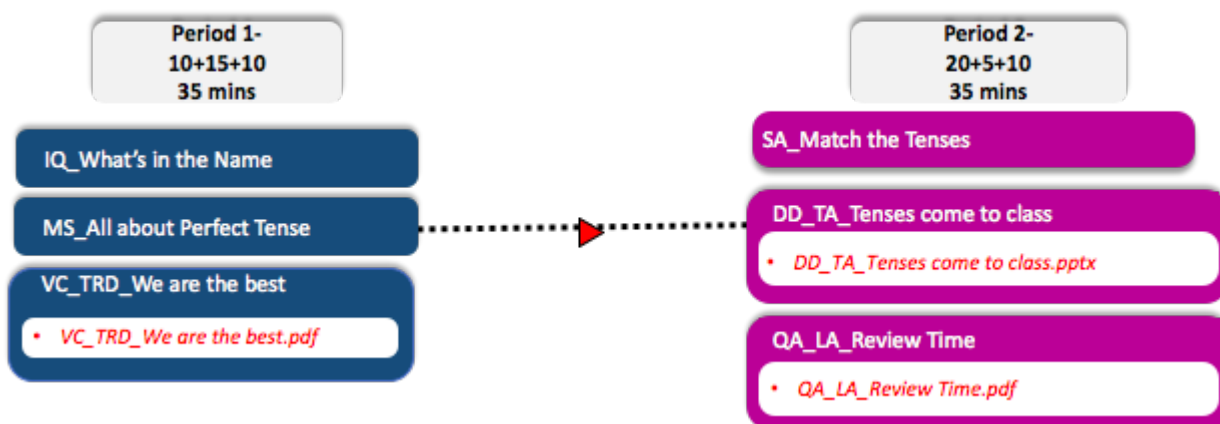 Period 1-
10+15+10
35 mins
IQ_What's in the Name
MS_All about Perfect Tense
VC_TRD_We are the best
• VC_TRD_We are the best.pdf
Period 2-
20+5+10
35 mins
SA_Match the Tenses
DD_TA_Tenses come to class
• DD_TA_Tenses come to class.pptx
QA_LA_Review Time
• QA_LA_Review Time.pdf